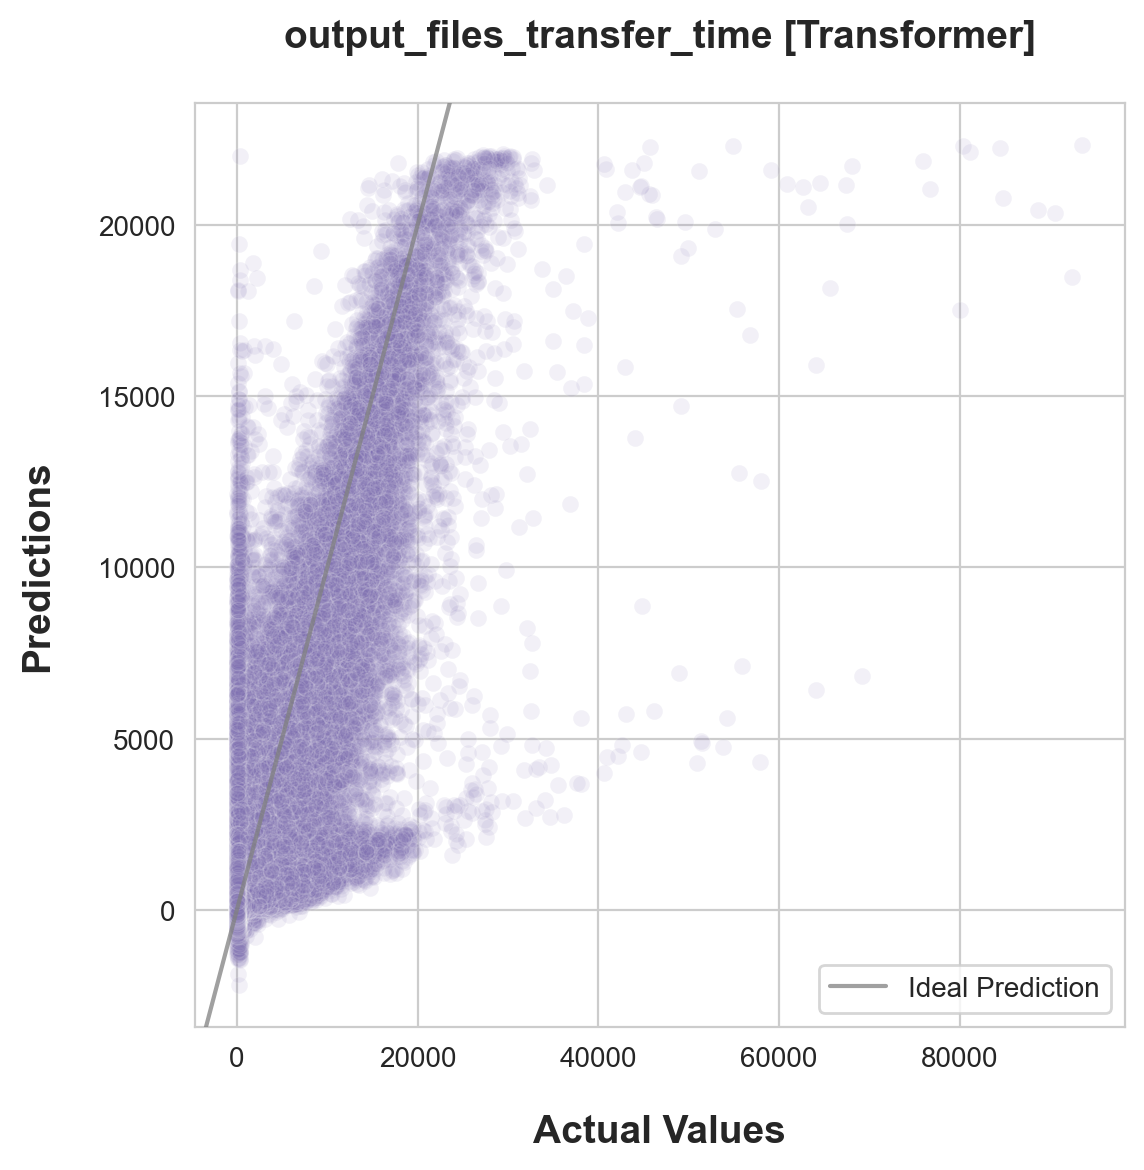 output_files_transfer_time [Transformer]
Predictions
20000
15000
10000
5000
0
0 20000 40000 60000 80000
Ideal Prediction
Actual Values